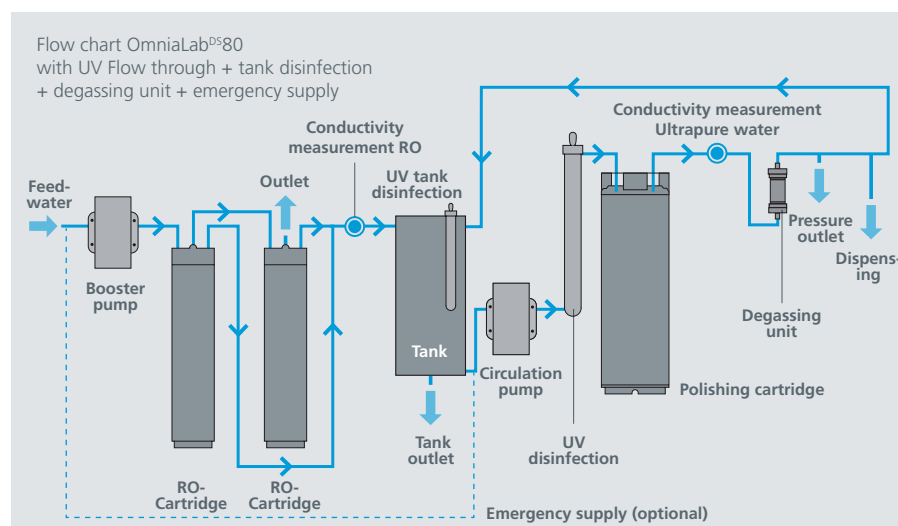 Flow chart OmniaLabDS80
with UV Flow through + tank disinfection
+ degassing unit + emergency supply
Conductivity
measurement RO
Conductivity measurement
Ultrapure water
Feed-
water
Outlet
UV tank
disinfection
Booster
pump
Pressure
outlet
Dispens-
ing
Degassing
unit
Tank
Circulation
pump
Polishing cartridge
Tank
outlet
UV
disinfection
RO-
Cartridge
RO-
Cartridge
Emergency supply (optional)